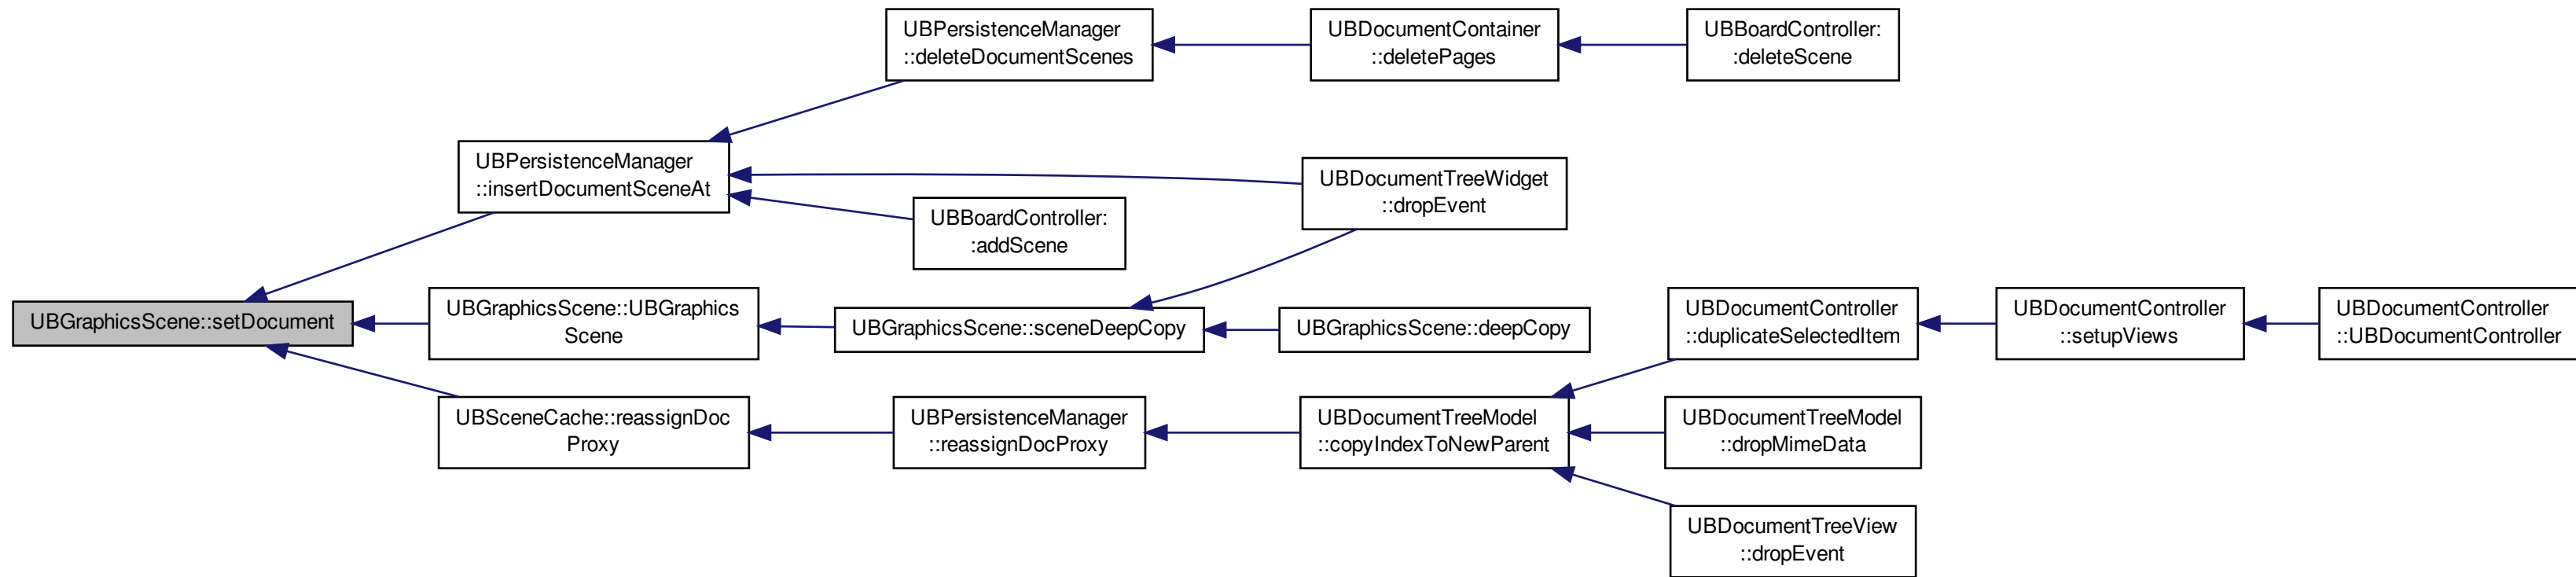 UBPersistenceManager
::deleteDocumentScenes
UBDocumentContainer
::deletePages
UBBoardController:
:deleteScene
UBPersistenceManager
::insertDocumentSceneAt
UBDocumentTreeWidget
::dropEvent
UBBoardController:
:addScene
UBGraphicsScene::setDocument
UBGraphicsScene::UBGraphics
Scene
UBGraphicsScene::sceneDeepCopy
UBGraphicsScene::deepCopy
UBDocumentController
::duplicateSelectedItem
UBDocumentController
::setupViews
UBDocumentController
::UBDocumentController
UBSceneCache::reassignDoc
Proxy
UBPersistenceManager
::reassignDocProxy
UBDocumentTreeModel
::copyIndexToNewParent
UBDocumentTreeModel
::dropMimeData
UBDocumentTreeView
::dropEvent